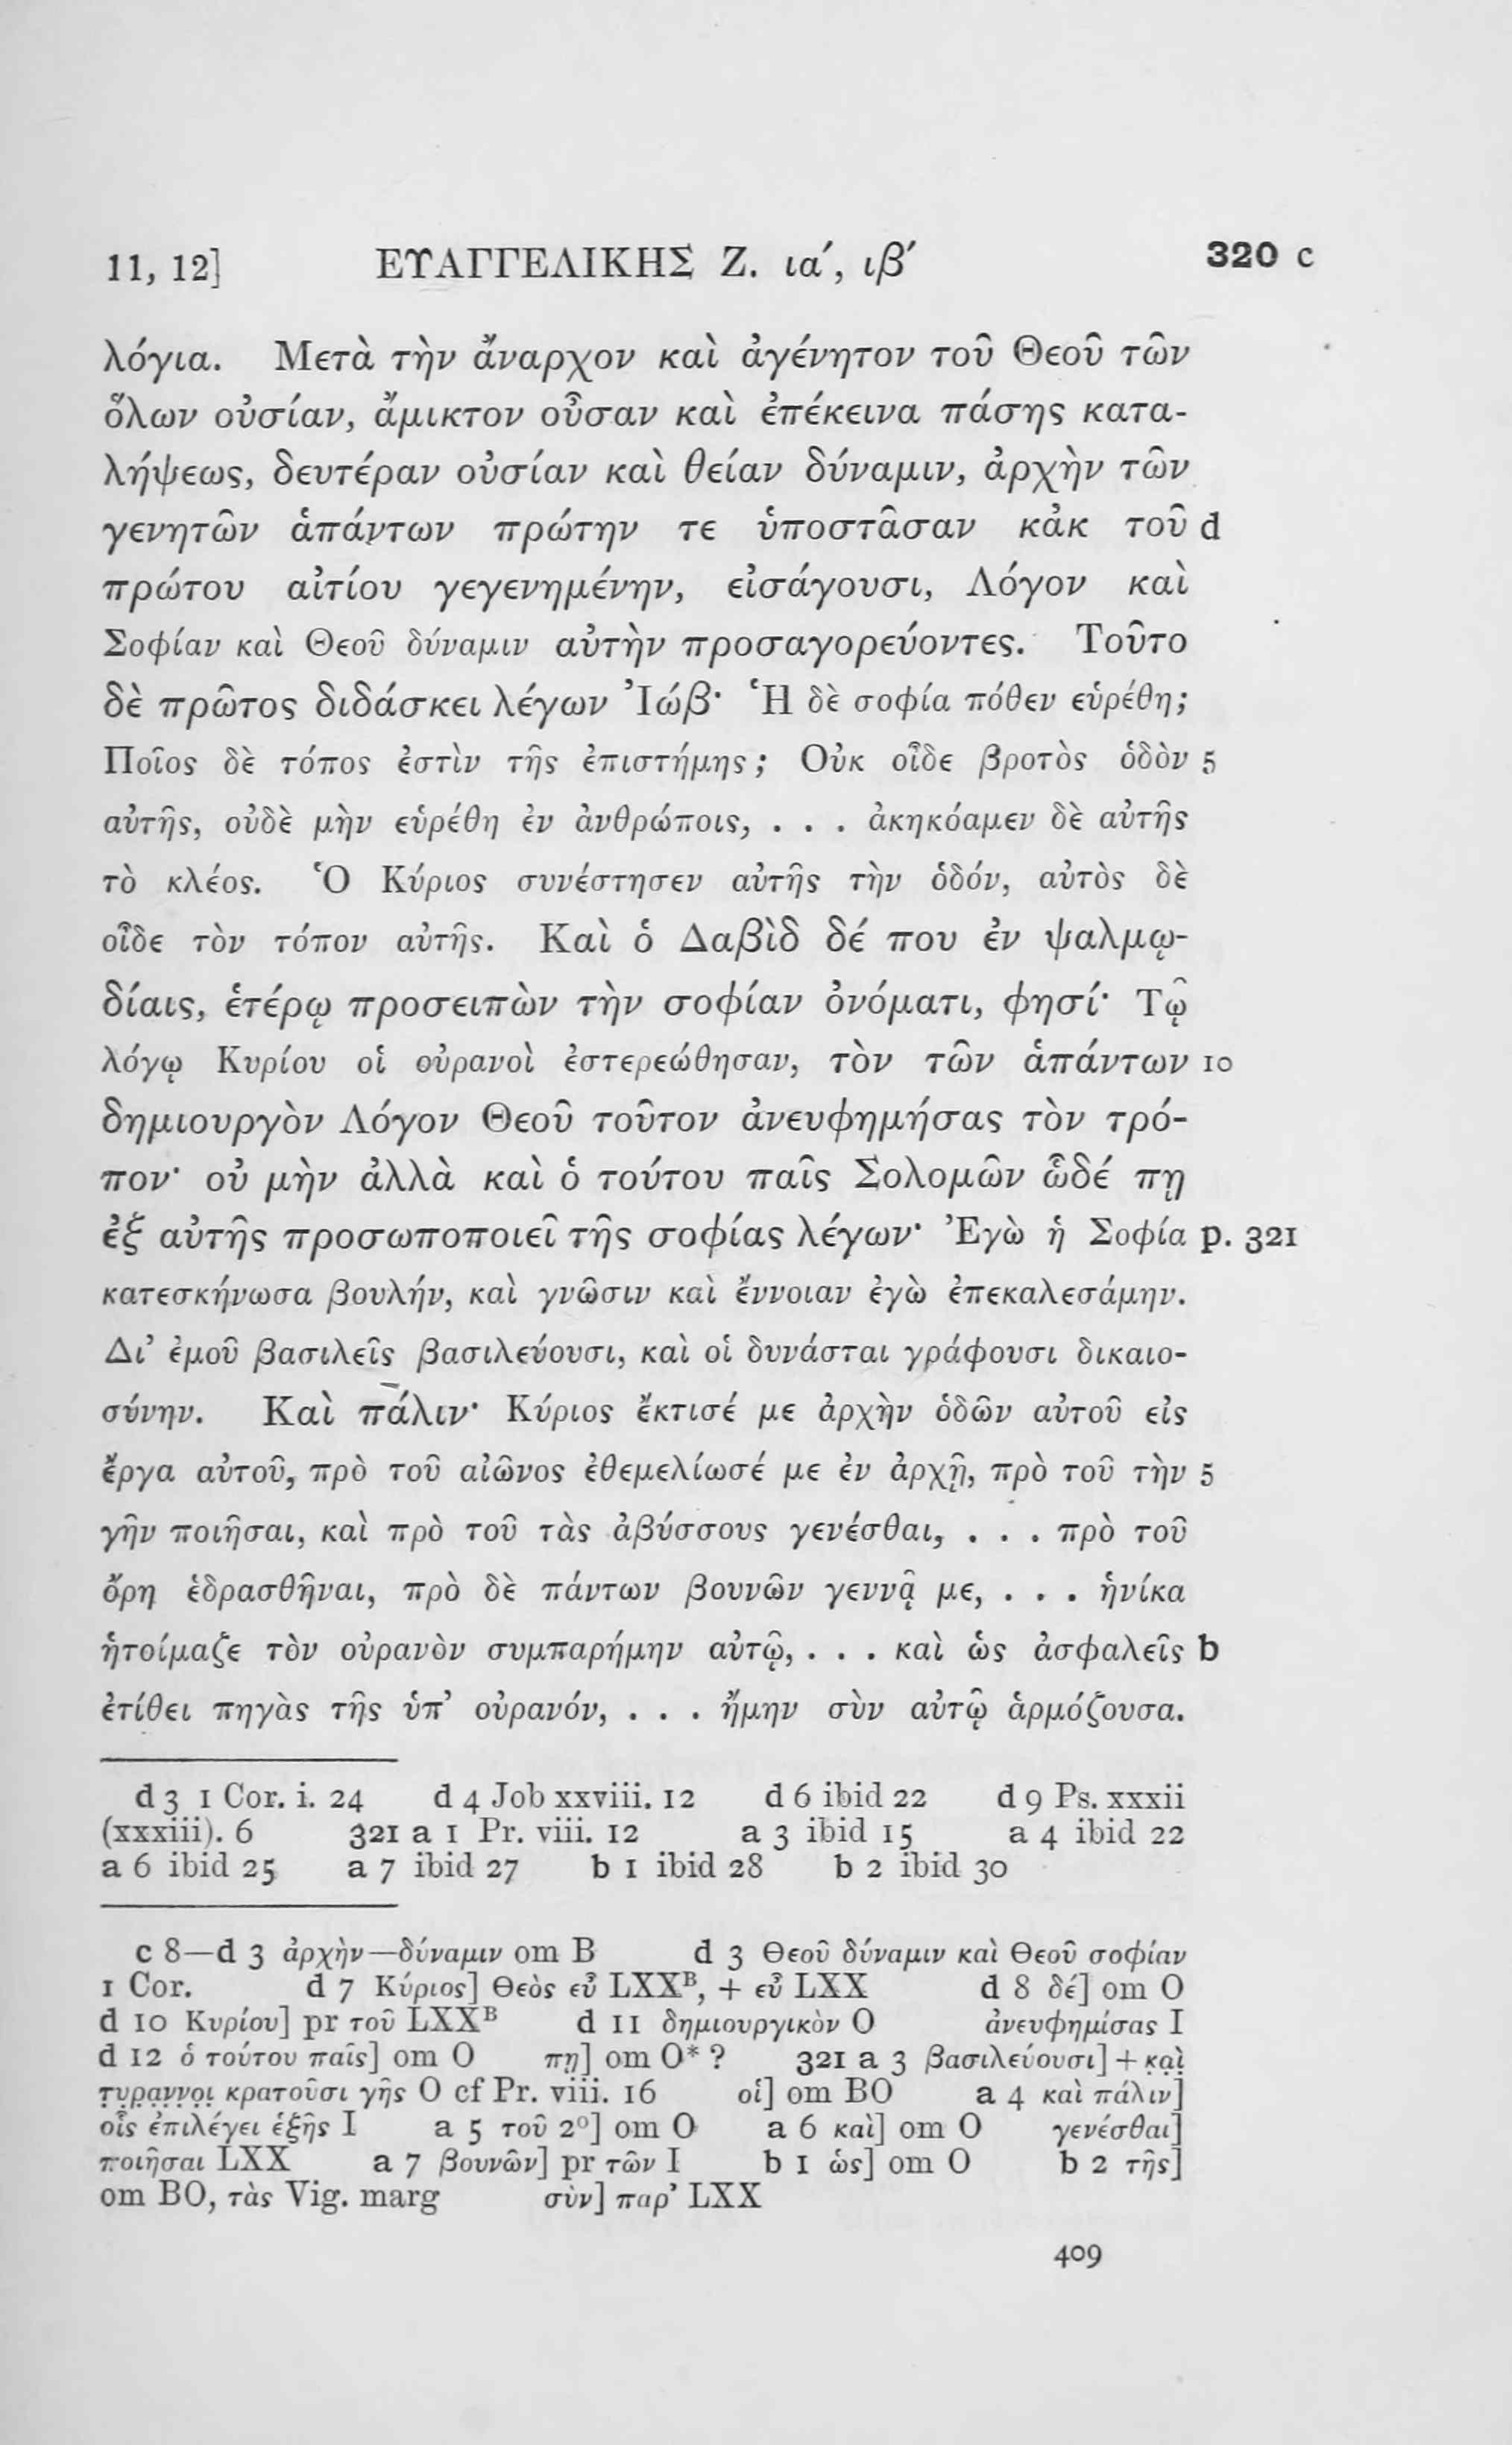 11, 12] ΕΥΑΓΓΕΛΙΚΗΣ Ζ. ια΄, ιβ΄ 320 c
λόγια. Μετὰ τὴν ἄναρχον καὶ ἀγένητον τοῦ Θεοῦ τῶν
ὅλων οὐσίαν, ἄμικτον οὖσαν καὶ ἐπέκεινα πάσης κατα-
λήψεως, δευτέραν οὐσίαν καὶ θείαν δύναμιν, ἀρχὴν τῶν
γενητῶν ἁπάντων πρώτην τε ὑποστᾶσαν κἀκ τοῦ d
πρώτου αἰτίου γεγενημένην, εἰσάγουσι, Λόγον καὶ
Σοφίαν καὶ Θεοῦ δύναμιν αὐτὴν προσαγορεύοντες. Τοῦτο
δὲ πρῶτος διδάσκει λέγων Ἰώβ· Ἡ δὲ σοφία πόθεν εὑρέθη;
Ποῖος δὲ τόπος ἐστὶν τῆς ἐπιστήμης; Οὐκ οἶδε βροτὸς ὁδὸν 5
αὐτῆς, οὐδὲ μὴν εὑρέθη ἐν ἀνθρώποις, . . . ἀκηκόαμεν δὲ αὐτῆς
τὸ κλέος. Ὁ Κύριος συνέστησεν αὐτῆς τὴν ὁδόν, αὐτὸς δὲ
οἶδε τὸν τόπον αὐτῆς. Καὶ ὁ Δαβὶδ δέ που ἐν ψαλμῳ-
δίαις, ἑτέρῳ προσειπὼν τὴν σοφίαν ὀνόματι, φησί· Τῷ
λόγῳ Κυρίου οἱ οὐρανοὶ ἐστερεώθησαν, τὸν τῶν ἁπάντων 10
δημιουργὸν Λόγον Θεοῦ τοῦτον ἀνευφημήσας τὸν τρό-
πον· οὐ μὴν ἀλλὰ καὶ ὁ τούτου παῖς Σολομῶν ὧδέ πῃ
ἐξ αὐτῆς προσωποποιεῖ τῆς σοφίας λέγων· Ἐγὼ ἡ Σοφία p. 321
κατεσκήνωσα βουλήν, καὶ γνῶσιν καὶ ἔννοιαν ἐγὼ ἐπεκαλεσάμην.
Δι’ ἐμοῦ βασιλεῖς βασιλεύουσι, καὶ οἱ δυνάσται γράφουσι δικαιο-
σύνην. Καὶ πάλιν· Κύριος ἔκτισέ με ἀρχὴν ὁδῶν αὐτοῦ εἰς
ἔργα αὐτοῦ, πρὸ τοῦ αἰῶνος ἐθεμελίωσέ με ἐν ἀρχῇ, πρὸ τοῦ τὴν 5
γῆν ποιῆσαι, καὶ πρὸ τοῦ τὰς ἀβύσσους γενέσθαι, . . . πρὸ τοῦ
ὄρη ἑδρασθῆναι, πρὸ δὲ πάντων βουνῶν γεννᾷ με, . . . ἡνίκα
ἡτοίμαζε τὸν οὐρανὸν συμπαρήμην αὐτῷ, . . . καὶ ὡς ἀσφαλεῖς b
ἐτίθει πηγὰς τῆς ὑπ’ οὐρανόν, . . . ἤμην σὺν αὐτῷ ἁρμόζουσα.
d 3 1 Cor. i. 24 d 4 Job xxviii. 12 d 6 ibid 22 d 9 Ps. xxxii
(xxxiii). 6 321 a 1 Pr. viii. 12 a 3 ibid 15 a 4 ibid 22
a 6 ibid 25 a 7 ibid 27 b 1 ibid 28 b 2 ibid 30
c 8—d 3 ἀρχὴν—δύναμιν om B d 3 Θεοῦ δύναμιν καὶ Θεοῦ σοφίαν
1 Cor. d 7 Κύριος] Θεὸς εὖ LXXᴮ, + εὖ LXX d 8 δέ] om O
d 10 Κυρίου] pr τοῦ LXXᴮ d 11 δημιουργικὸν O ἀνευφημίσας I
d 12 ὁ τούτου παῖς] om O πῃ] om O* ? 321 a 3 βασιλεύουσι] + κ̣α̣ὶ̣
τ̣υ̣ρ̣α̣ν̣ν̣ο̣ι̣ κρατοῦσι γῆς O cf Pr. viii. 16 οἱ] om BO a 4 καὶ πάλιν]
οἷς ἐπιλέγει ἑξῆς I a 5 τοῦ 2º] om O a 6 καὶ] om O γενέσθαι]
ποιῆσαι LXX a 7 βουνῶν] pr τῶν I b 1 ὡς] om O b 2 τῆς]
om BO, τὰς Vig. marg σὺν] παρ’ LXX
409